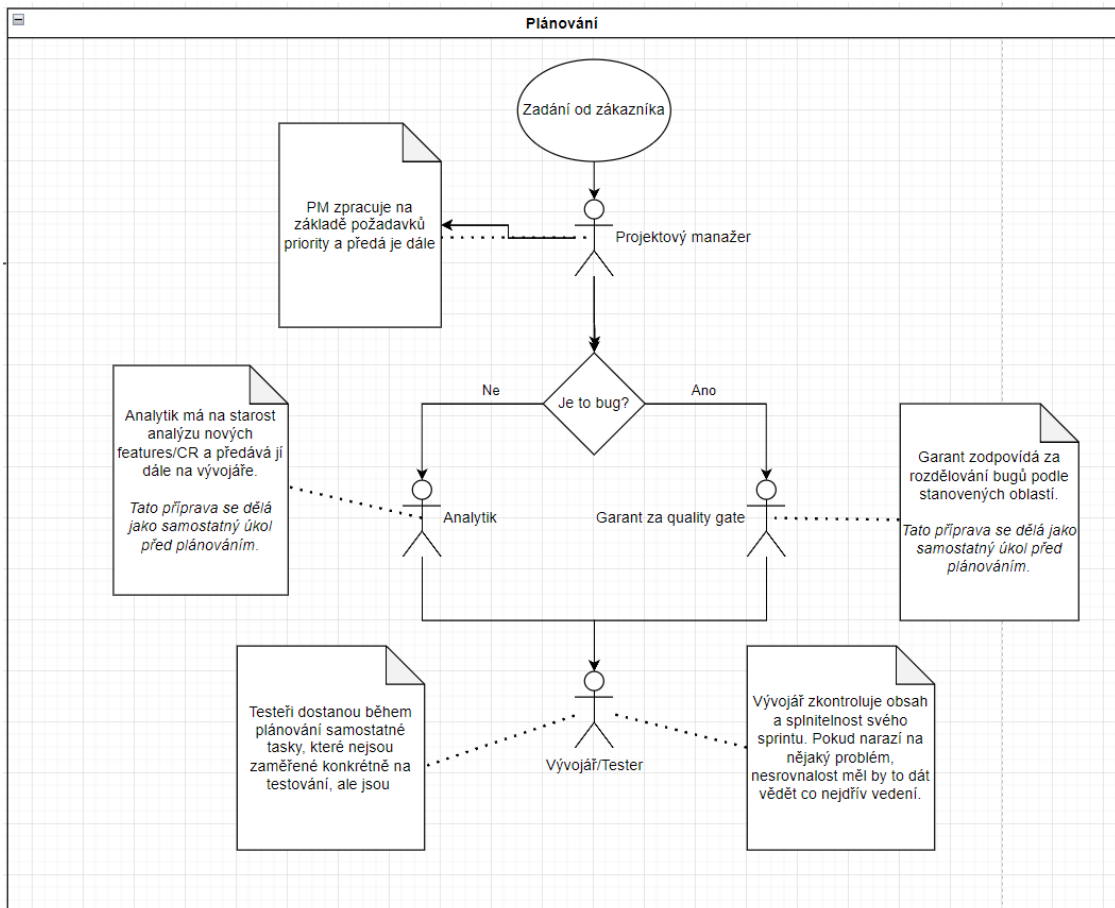 Plánování
Zadání od zákazníka
PM zpracuje na
základě požadavků
priority a předá je dále
Projektový manažer
Je to bug?
Ne
Ano
Analytik má na starost
analýzu nových
features/CR a předává jí
dále na vývojáře.
Tato příprava se dělá
jako samostatný úkol
před plánováním.
Analytik
Garant za quality gate
Garant zodpovídá za
rozdělování bugů podle
stanovených oblastí.
Tato příprava se dělá jako
samostatný úkol před
plánováním.
Testeři dostanou během
plánování samostatné
tasky, které nejsou
zaměřené konkrétně na
testování, ale jsou
Vývojář/Tester
Vývojář zkontroluje obsah
a splnitelnost svého
sprintu. Pokud narazí na
nějaký problém,
nesrovnalost měl by to dát
vědět co nejdřív vedení.